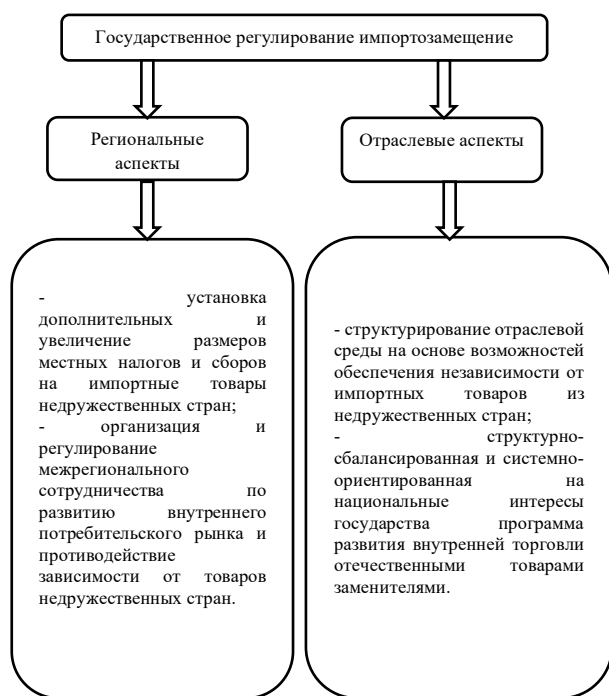 Государственное регулирование импортозамещение
Региональные
аспекты
Отраслевые аспекты
- установка
дополнительных и
увеличение размеров
местных налогов и сборов
на импортные товары
недружественных стран;
- организация и
регулирование
межрегионального
сотрудничества по
развитию внутреннего
потребительского рынка и
противодействие
зависимости от товаров
недружественных стран.
- структурирование отраслевой
среды на основе возможностей
обеспечения независимости от
импортных товаров из
недружественных стран;
- структурно-
сбалансированная и системно-
ориентированная на
национальные интересы
государства программа
развития внутренней торговли
отечественными товарами
заменителями.